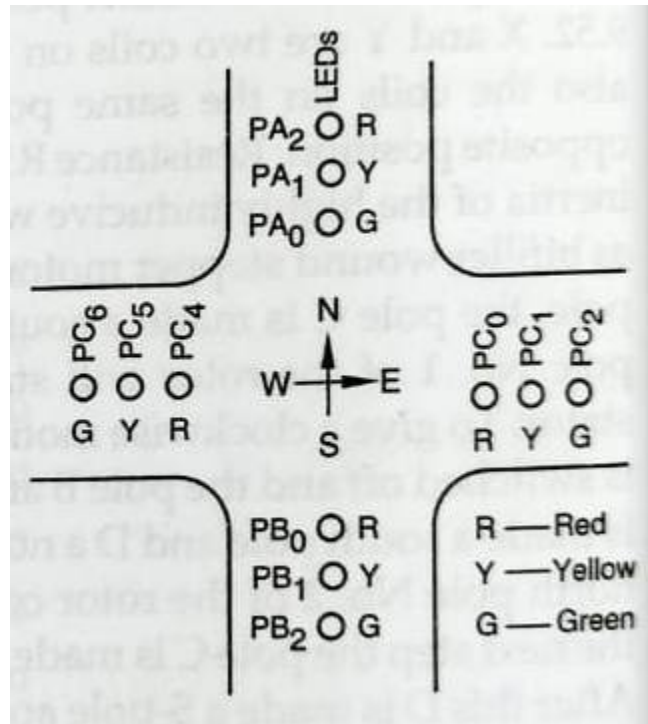 LEDs
PA2 R
PA1 Y
PA0 G
PC6 PC5 PC4
G Y R
N
W E
S
PC0 PC1 PC2
R Y G
PB0 R
PB1 Y
PB2 G
R — Red
Y — Yellow
G — Green